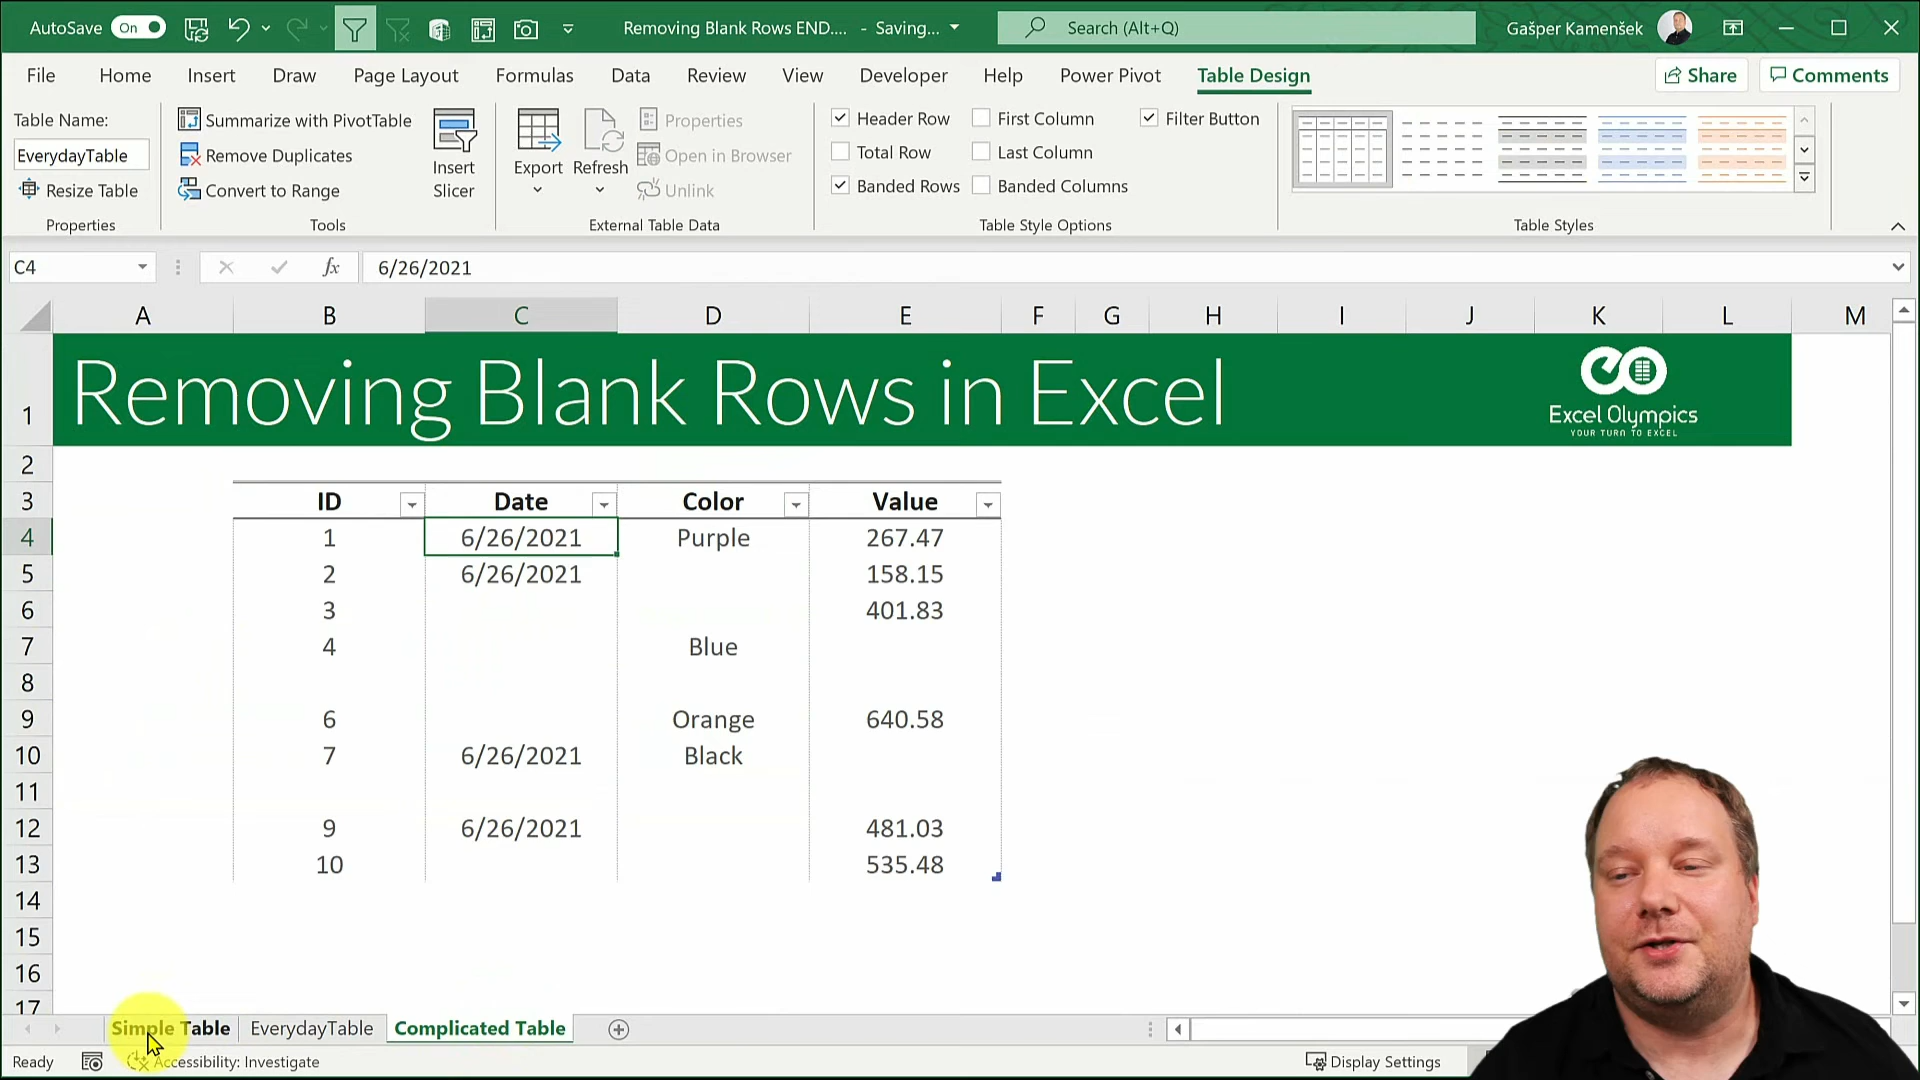 AutoSave On Removing Blank Rows END.... - Saving... Search (Alt+Q) Gašper Kamenšek
File Home Insert Draw Page Layout Formulas Data Review View Developer Help Power Pivot Table Design Share Comments
Table Name:
EverydayTable
Resize Table
Properties
Summarize with PivotTable
Remove Duplicates
Convert to Range
Tools
Insert
Slicer
Export
Refresh
Properties
Open in Browser
Unlink
External Table Data
Header Row First Column Filter Button
Total Row Last Column
Banded Rows Banded Columns
Table Style Options
Table Styles
C4 fx 6/26/2021
A B C D E F G H I J K L M
1 Removing Blank Rows in Excel
Excel Olympics
YOUR TURN TO EXCEL
2
3 ID Date Color Value
4 1 6/26/2021 Purple 267.47
5 2 6/26/2021 158.15
6 3 401.83
7 4 Blue
8
9 6 Orange 640.58
10 7 6/26/2021 Black
11
12 9 6/26/2021 481.03
13 10 535.48
14
15
16
17
Simple Table EverydayTable Complicated Table
Ready Accessibility: Investigate Display Settings